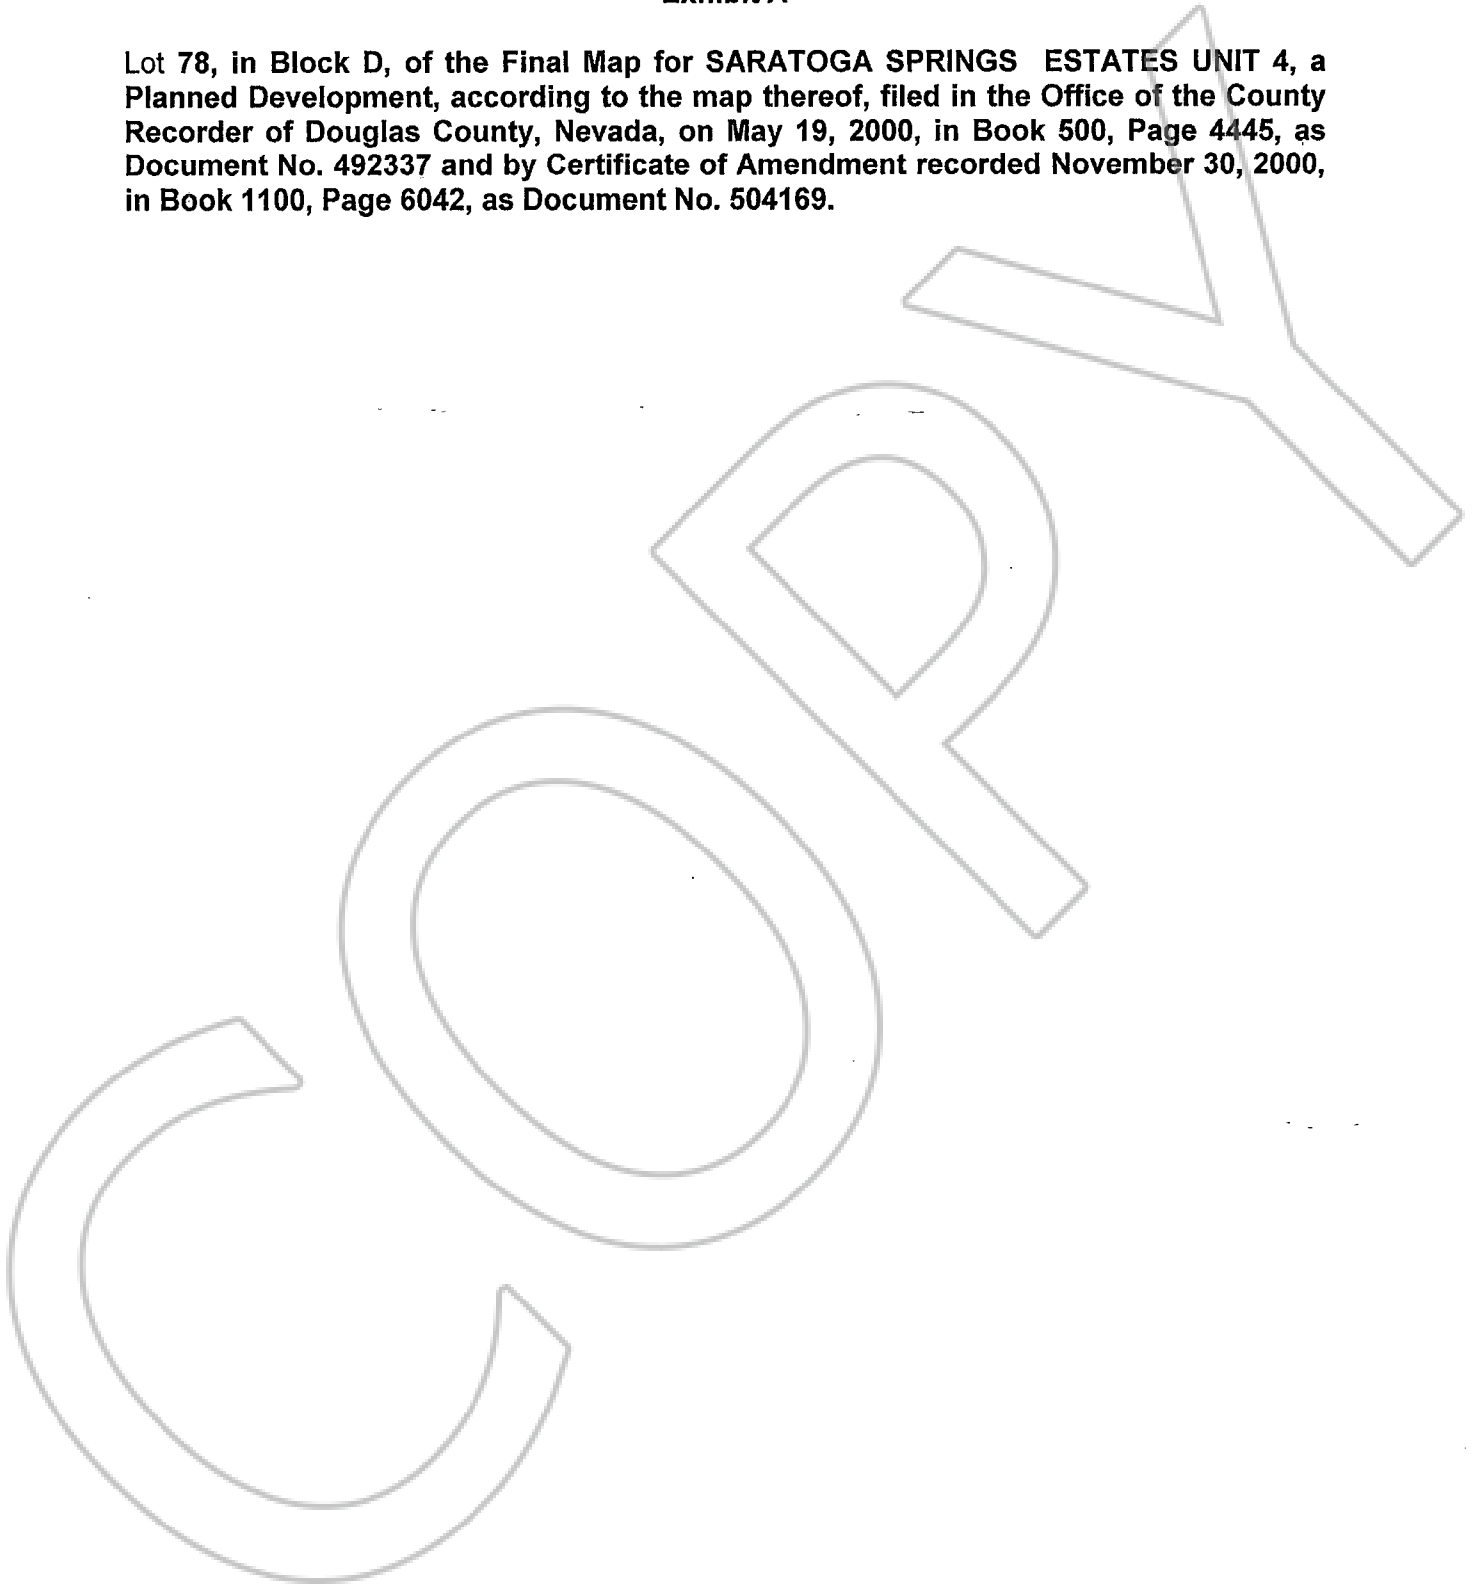 Exhibit A
Lot 78, in Block D, of the Final Map for SARATOGA SPRINGS ESTATES UNIT 4, a
Planned Development, according to the map thereof, filed in the Office of the County
Recorder of Douglas County, Nevada, on May 19, 2000, in Book 500, Page 4445, as
Document No. 492337 and by Certificate of Amendment recorded November 30, 2000,
in Book 1100, Page 6042, as Document No. 504169.
COPY